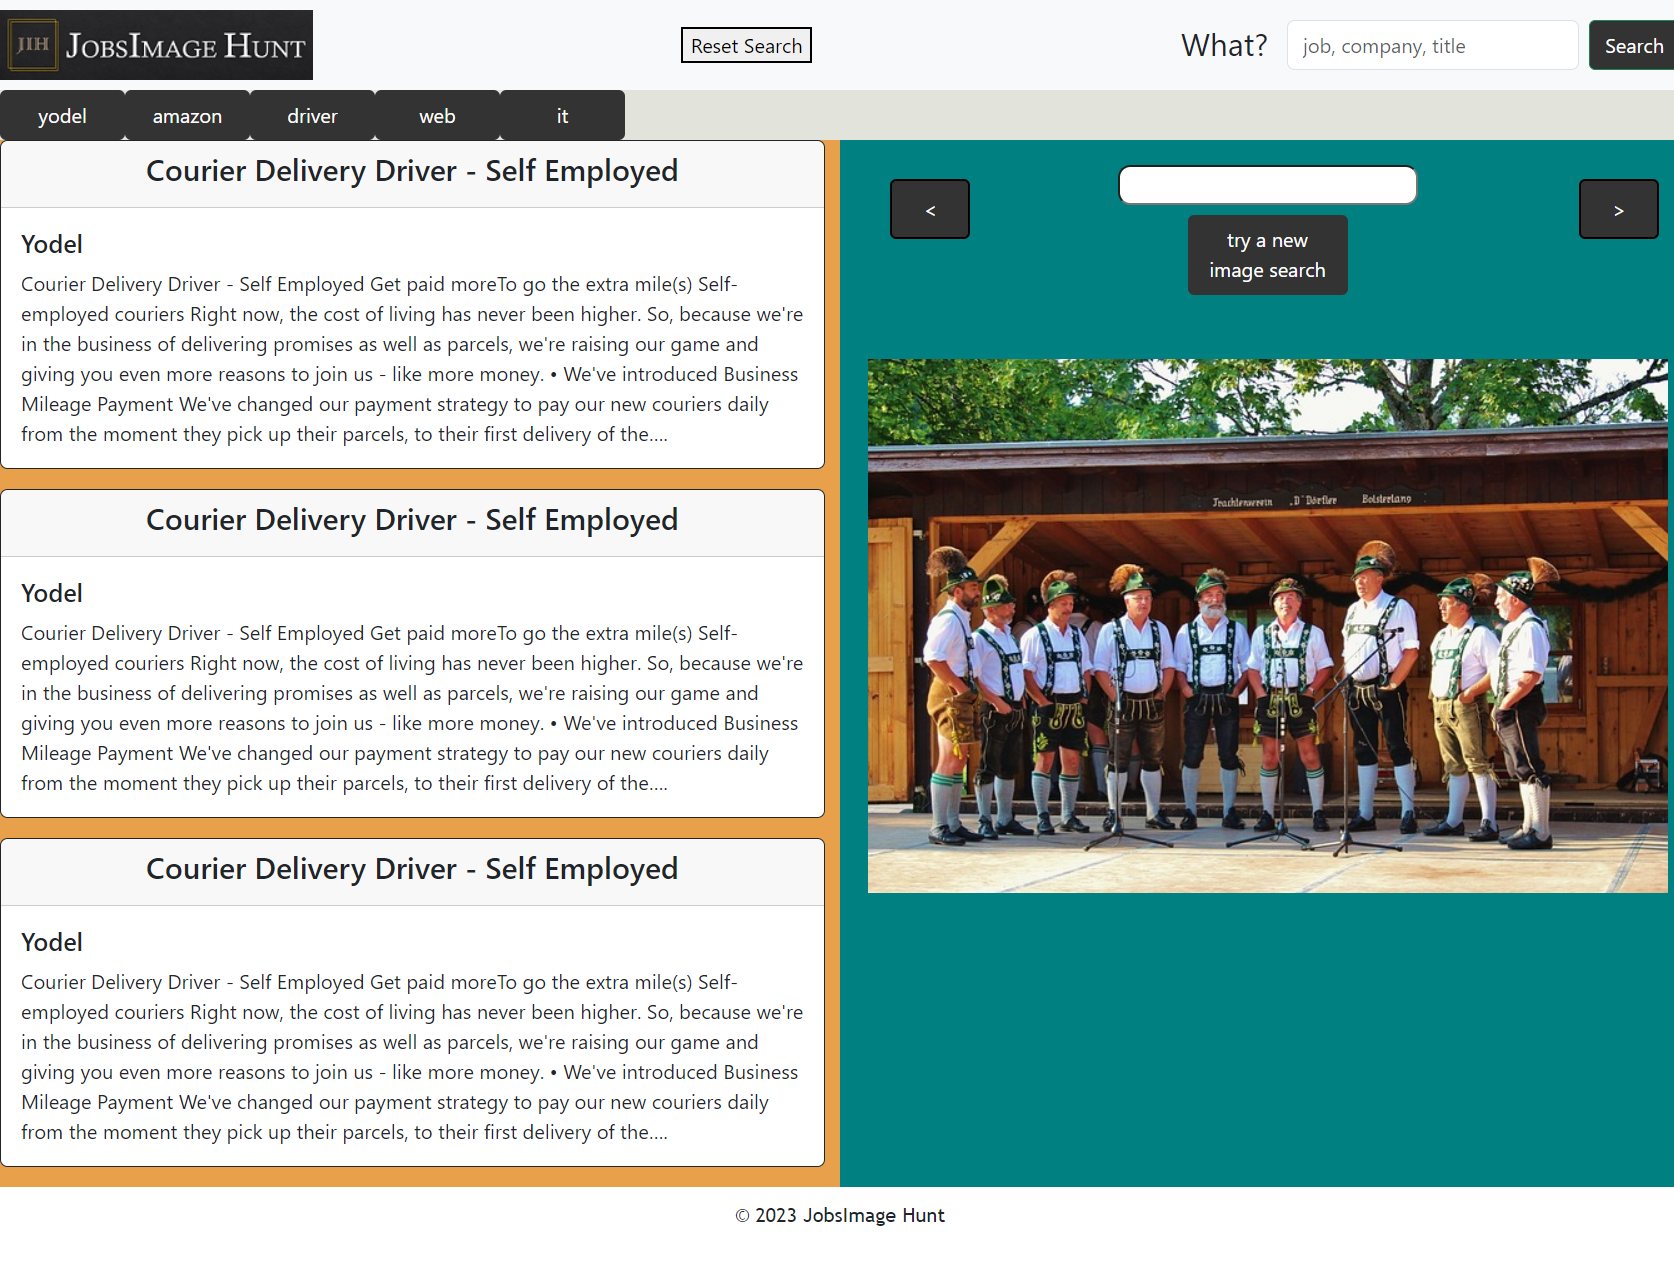 JIH JOBSIMAGE HUNT
Reset Search
What?
job, company, title
Search
yodel
amazon
driver
web
it
Courier Delivery Driver - Self Employed
Yodel
Courier Delivery Driver - Self Employed Get paid moreTo go the extra mile(s) Self-
employed couriers Right now, the cost of living has never been higher. So, because we're
in the business of delivering promises as well as parcels, we're raising our game and
giving you even more reasons to join us - like more money. • We've introduced Business
Mileage Payment We've changed our payment strategy to pay our new couriers daily
from the moment they pick up their parcels, to their first delivery of the....
Courier Delivery Driver - Self Employed
Yodel
Courier Delivery Driver - Self Employed Get paid moreTo go the extra mile(s) Self-
employed couriers Right now, the cost of living has never been higher. So, because we're
in the business of delivering promises as well as parcels, we're raising our game and
giving you even more reasons to join us - like more money. • We've introduced Business
Mileage Payment We've changed our payment strategy to pay our new couriers daily
from the moment they pick up their parcels, to their first delivery of the....
Courier Delivery Driver - Self Employed
Yodel
Courier Delivery Driver - Self Employed Get paid moreTo go the extra mile(s) Self-
employed couriers Right now, the cost of living has never been higher. So, because we're
in the business of delivering promises as well as parcels, we're raising our game and
giving you even more reasons to join us - like more money. • We've introduced Business
Mileage Payment We've changed our payment strategy to pay our new couriers daily
from the moment they pick up their parcels, to their first delivery of the....
<
>
try a new
image search
Trachtenverein „D' Dörfler Bolsterlang
© 2023 JobsImage Hunt